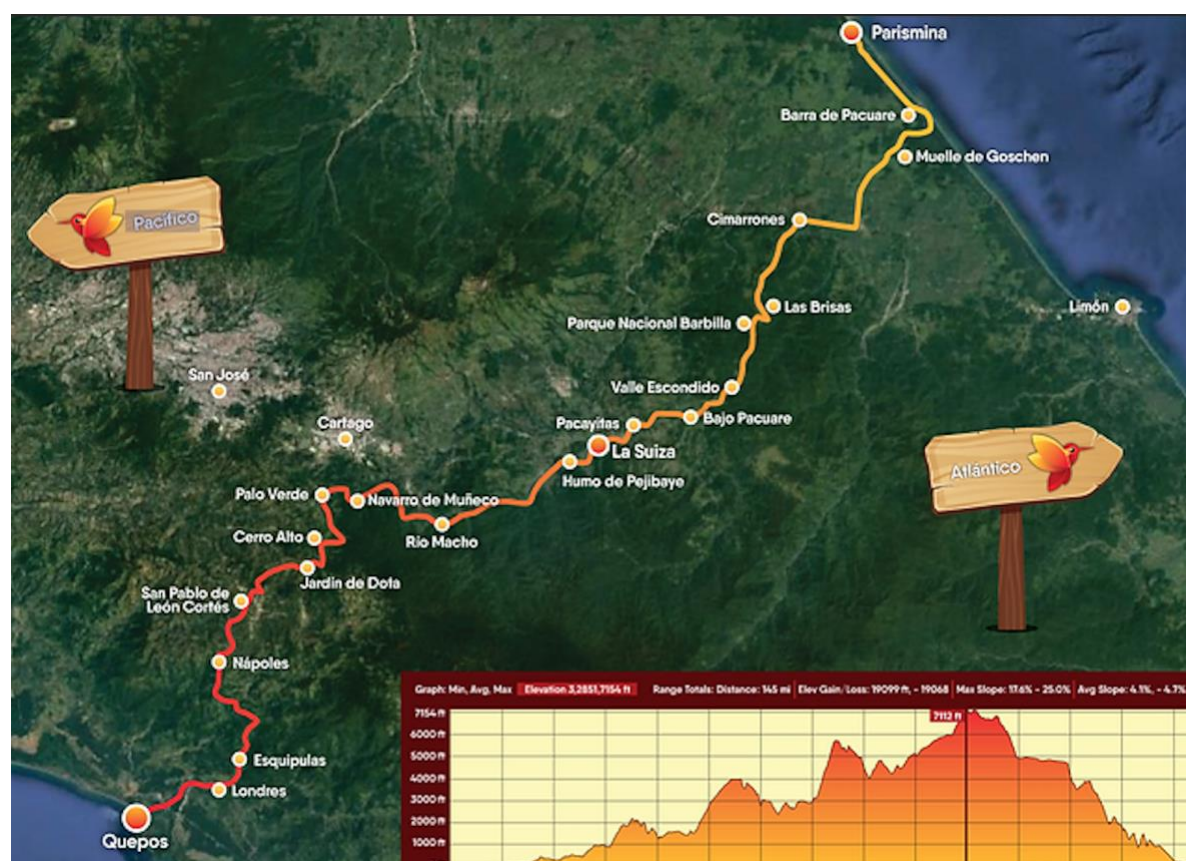 Parismina
Barra de Pacuare
Muelle de Goschen
Pacífico
Cimarrones
Las Brisas
Limón
Parque Nacional Barbilla
San José
Valle Escondido
Bajo Pacuare
Pacayitas
Cartago
La Suiza
Atlántico
Humo de Pejibaye
Palo Verde
Navarro de Muñeco
Cerro Alto
Río Macho
Jardín de Dota
San Pablo de
León Cortés
Nápoles
Esquipulas
Londres
Quepos
Graph: Min, Avg, Max Elevation 3,2851,7154 ft Range Totals: Distance: 145 mi Elev Gain/Loss: 19099 ft, - 19068 Max Slope: 17.6% - 25.0% Avg Slope: 4.1%, - 4.7%
7154 ft
7112 ft
6000 ft
5000 ft
4000 ft
3000 ft
2000 ft
1000 ft